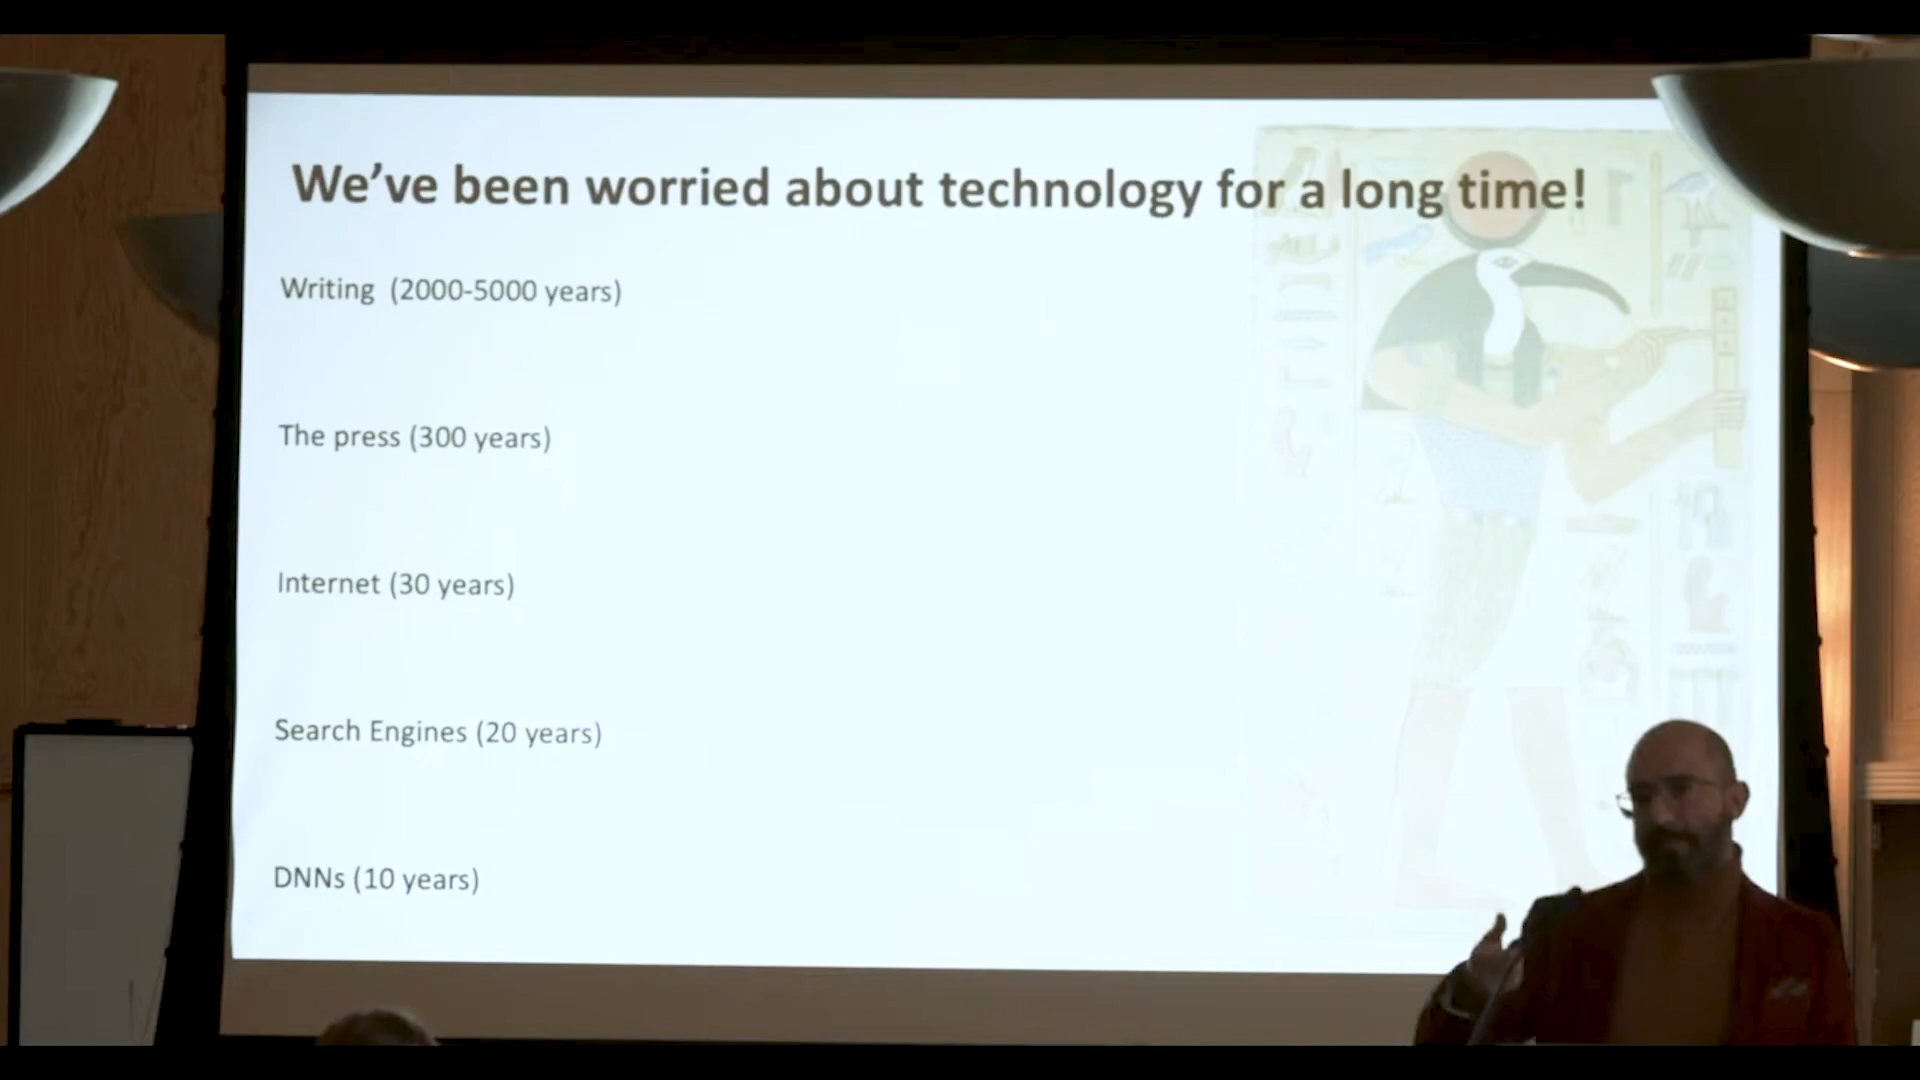 We've been worried about technology for a long time!
Writing (2000-5000 years)
The press (300 years)
Internet (30 years)
Search Engines (20 years)
DNNs (10 years)